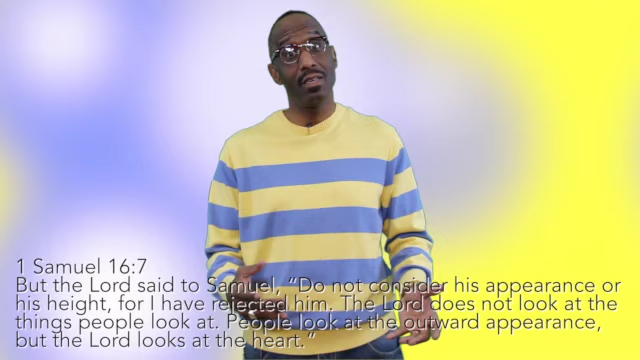 1 Samuel 16:7
But the Lord said to Samuel, “Do not consider his appearance or
his height, for I have rejected him. The Lord does not look at the
things people look at. People look at the outward appearance,
but the Lord looks at the heart.”